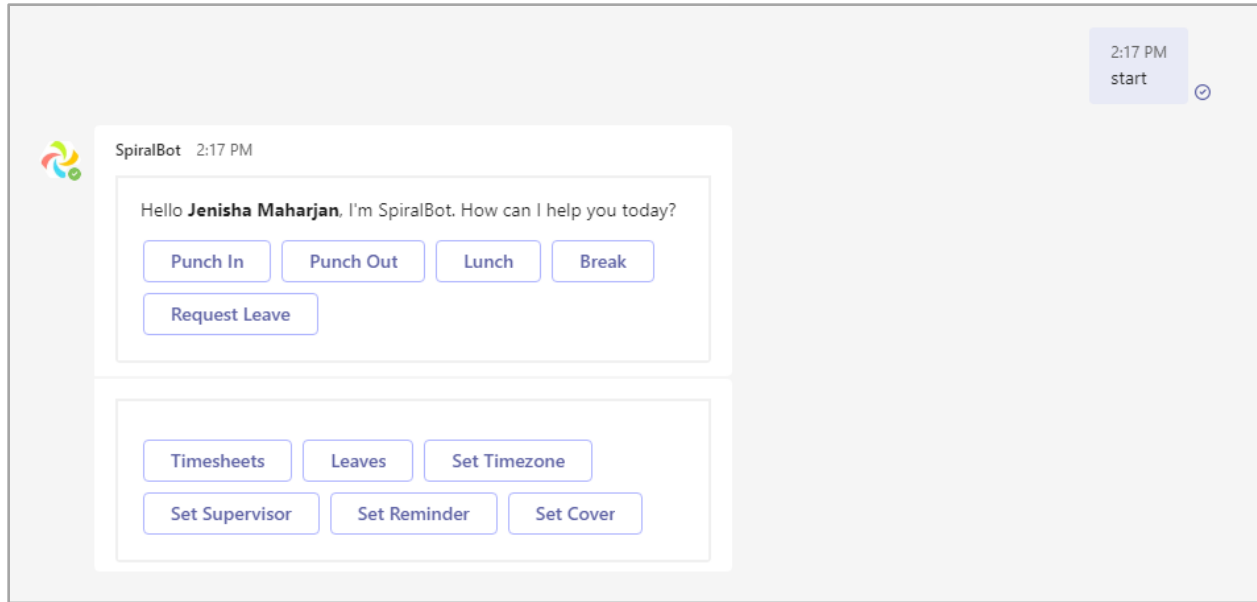 2:17 PM
start
SpiralBot 2:17 PM
Hello Jenisha Maharjan, I'm SpiralBot. How can I help you today?
Punch In Punch Out Lunch Break
Request Leave
Timesheets Leaves Set Timezone
Set Supervisor Set Reminder Set Cover